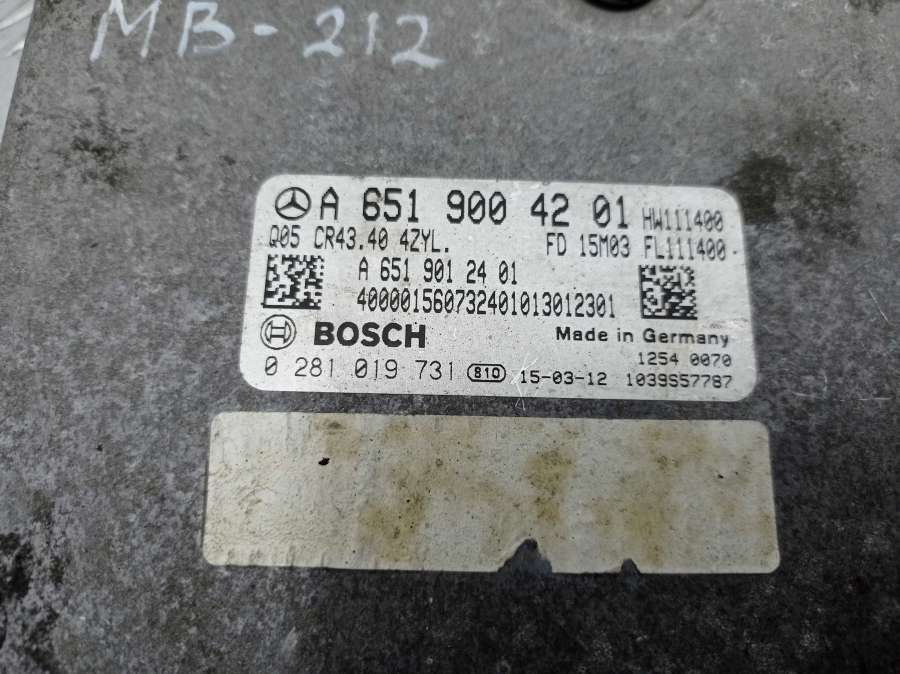 MB-212
A 651 900 42 01 HW111400
Q05 CR43.40 4ZYL. FD 15M03 FL111400
A 651 901 24 01
40000156073240101301230​1
BOSCH Made in Germany
1254 0070
0 281 019 731 810 15-03-12 1039S57787